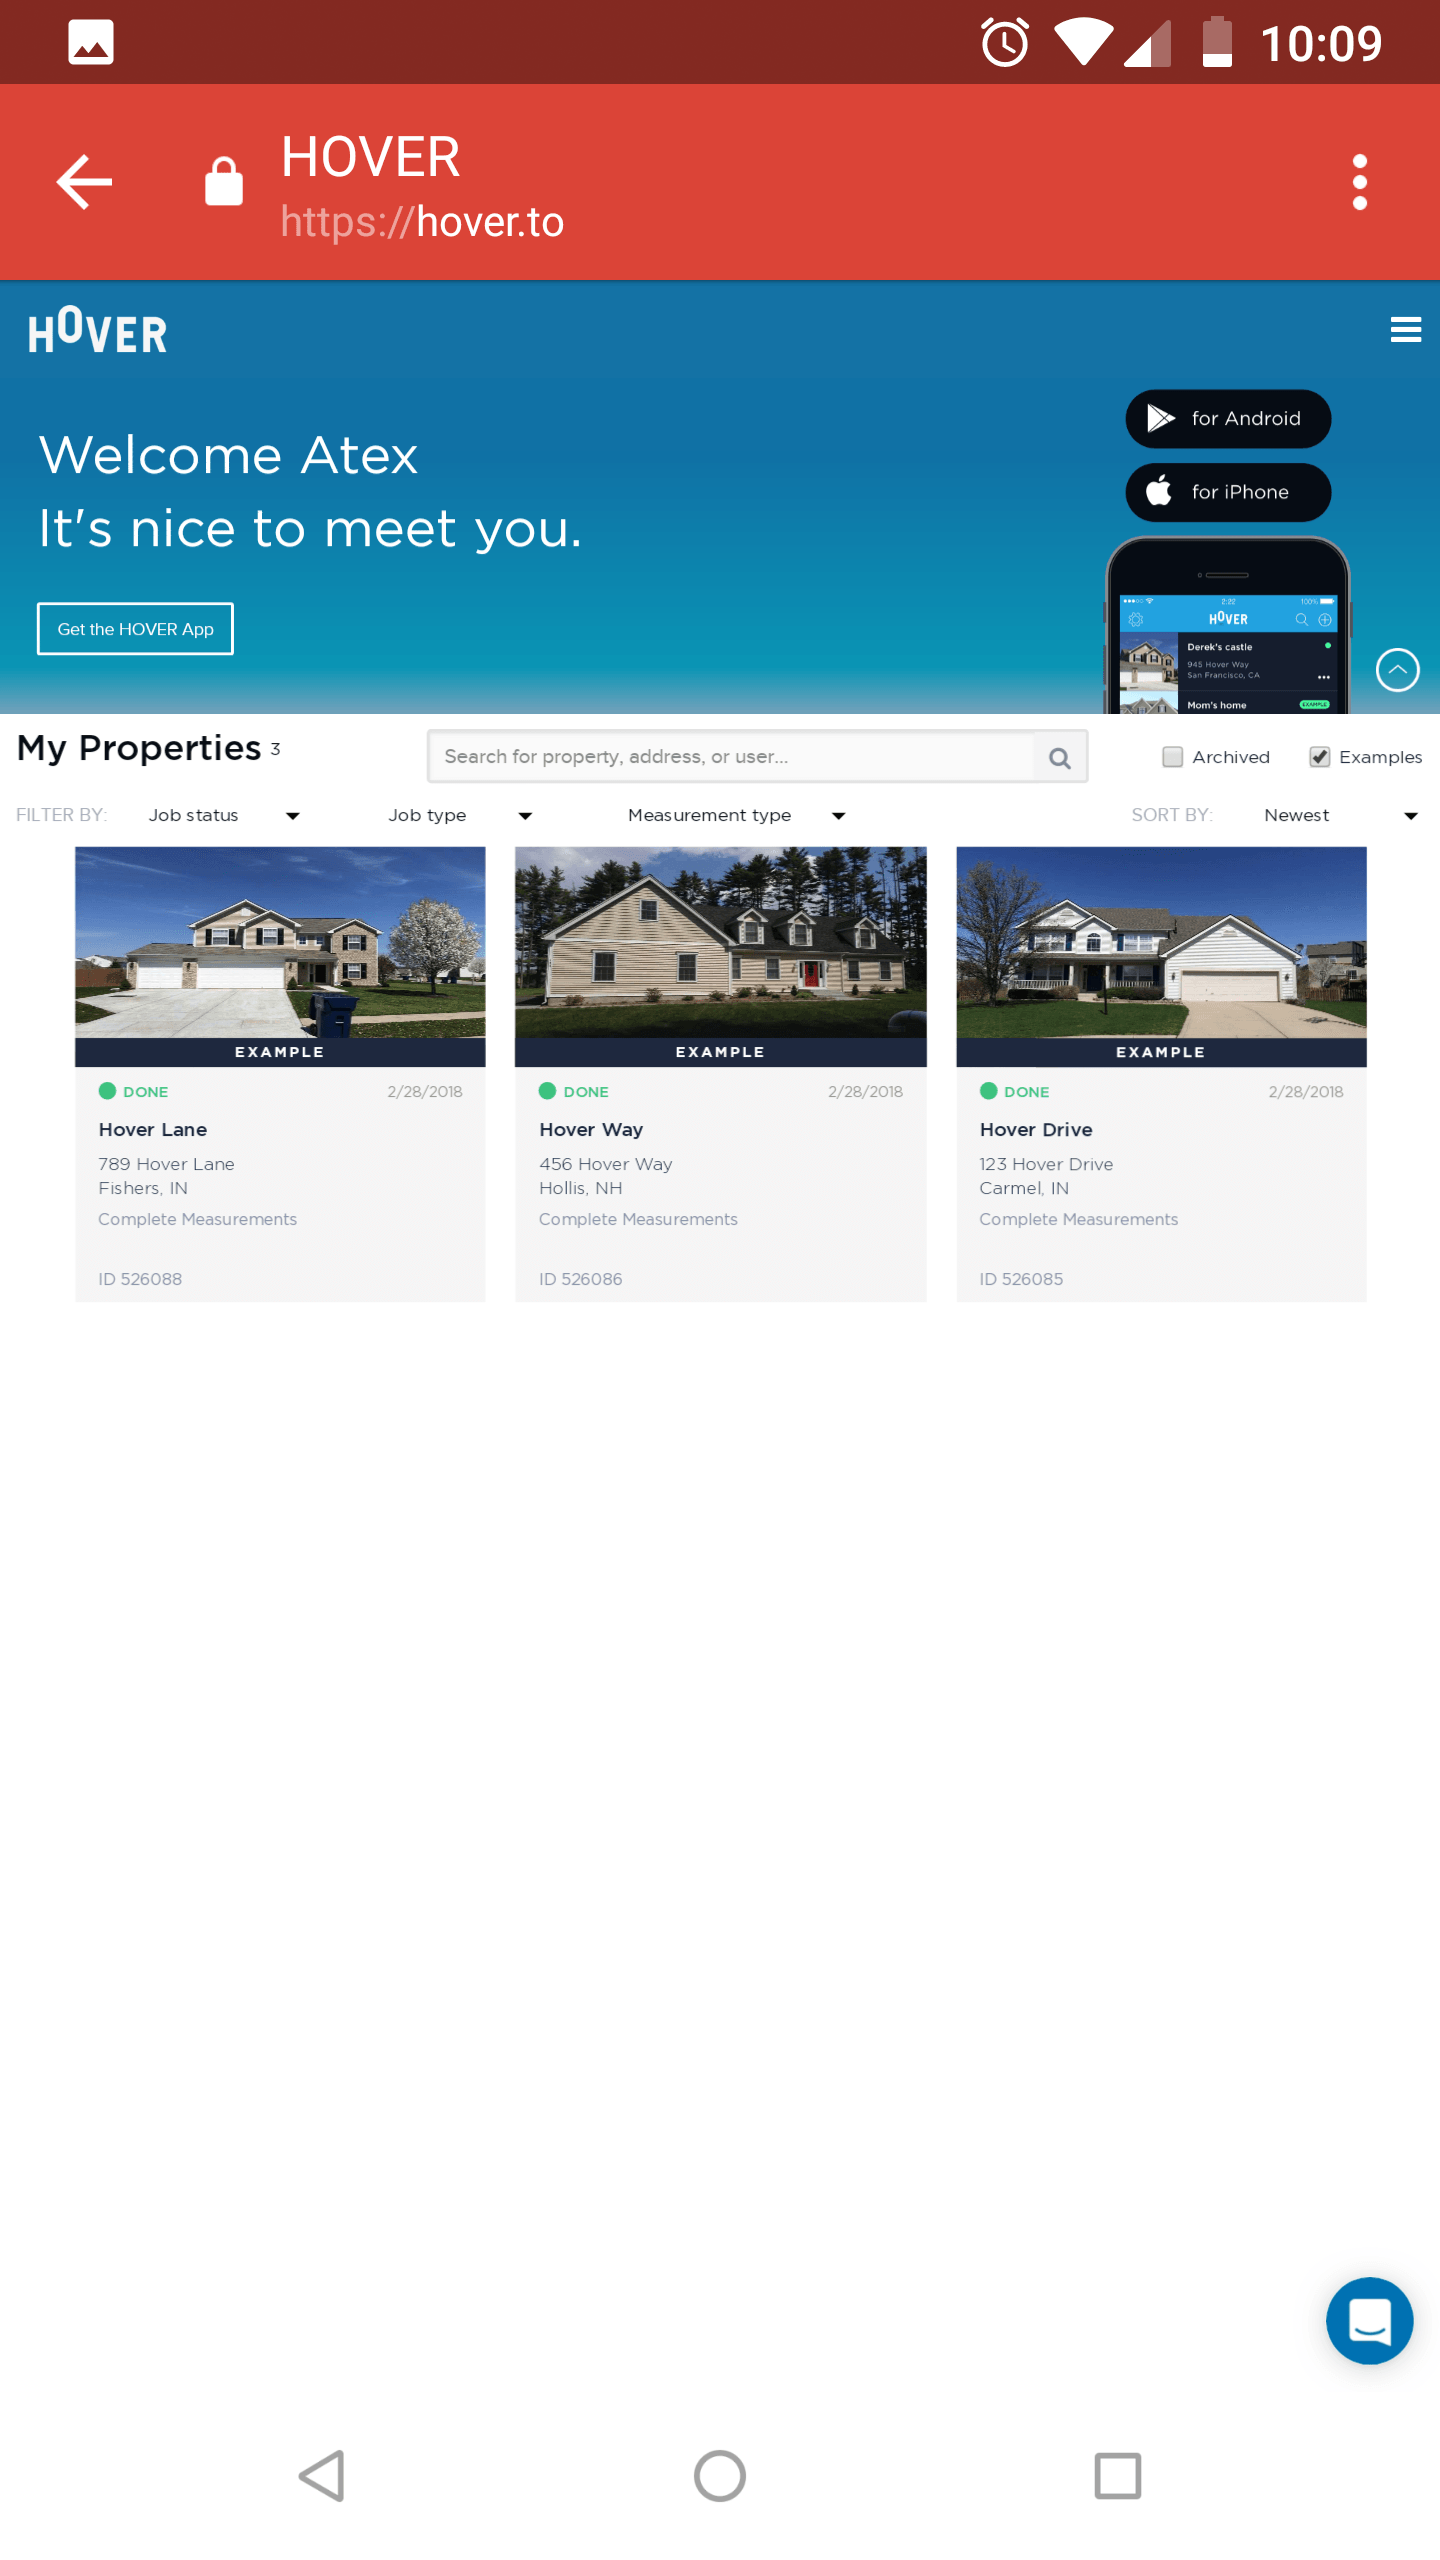 10:09
HOVER
https://hover.to
HOVER
for Android
Welcome Atex
for iPhone
It's nice to meet you.
Get the HOVER App
2:22 100%
HOVER
Derek's castle
945 Hover Way
San Francisco, CA
Mom's home EXAMPLE
My Properties 3
Search for property, address, or user...
Archived Examples
FILTER BY: Job status Job type Measurement type SORT BY: Newest
EXAMPLE EXAMPLE EXAMPLE
DONE 2/28/2018 DONE 2/28/2018 DONE 2/28/2018
Hover Lane Hover Way Hover Drive
789 Hover Lane 456 Hover Way 123 Hover Drive
Fishers, IN Hollis, NH Carmel, IN
Complete Measurements Complete Measurements Complete Measurements
ID 526088 ID 526086 ID 526085